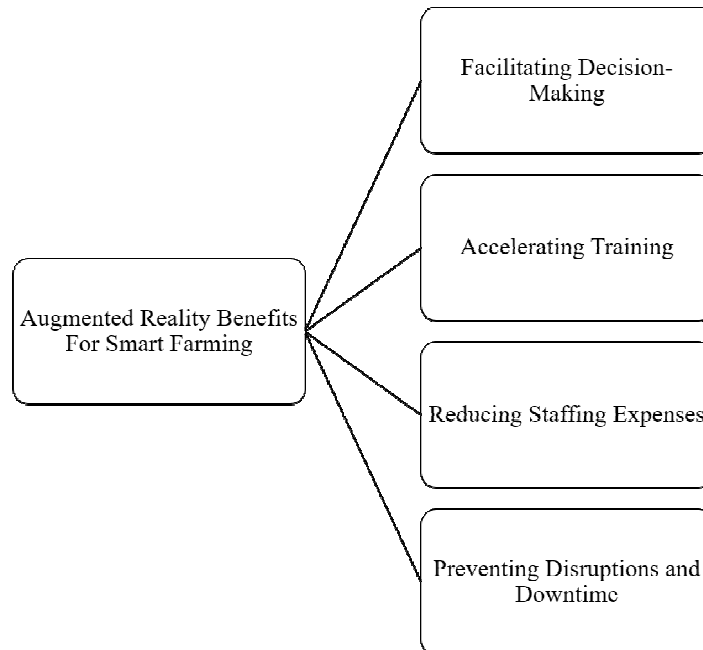 Facilitating Decision-
Making
Accelerating Training
Augmented Reality Benefits
For Smart Farming
Reducing Staffing Expenses
Preventing Disruptions and
Downtime